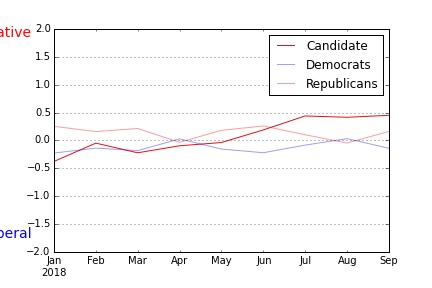 2.0
ative
Candidate
Democrats
Republicans
1.5
1.0
0.5
0.0
−0.5
−1.0
−1.5
beral
−2.0
Jan Feb Mar Apr May Jun Jul Aug Sep
2018